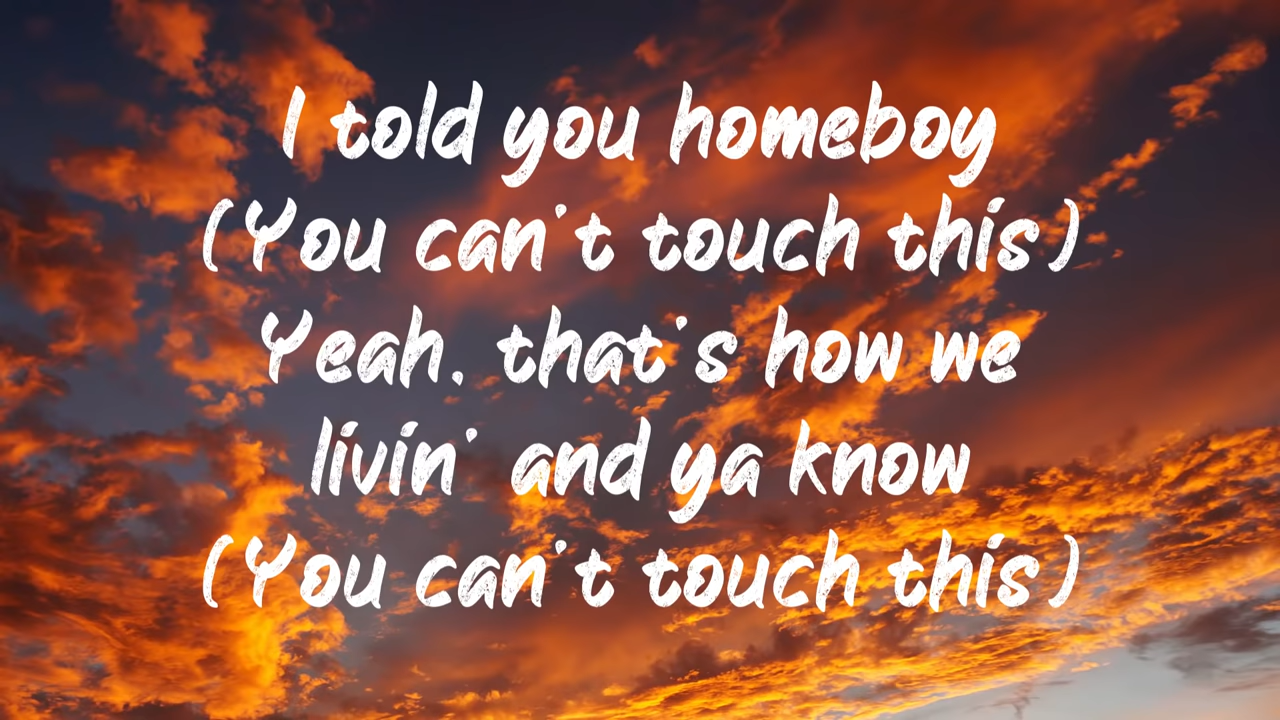 I told you homeboy
(You can't touch this)
Yeah, that's how we
livin' and ya know
(You can't touch this)